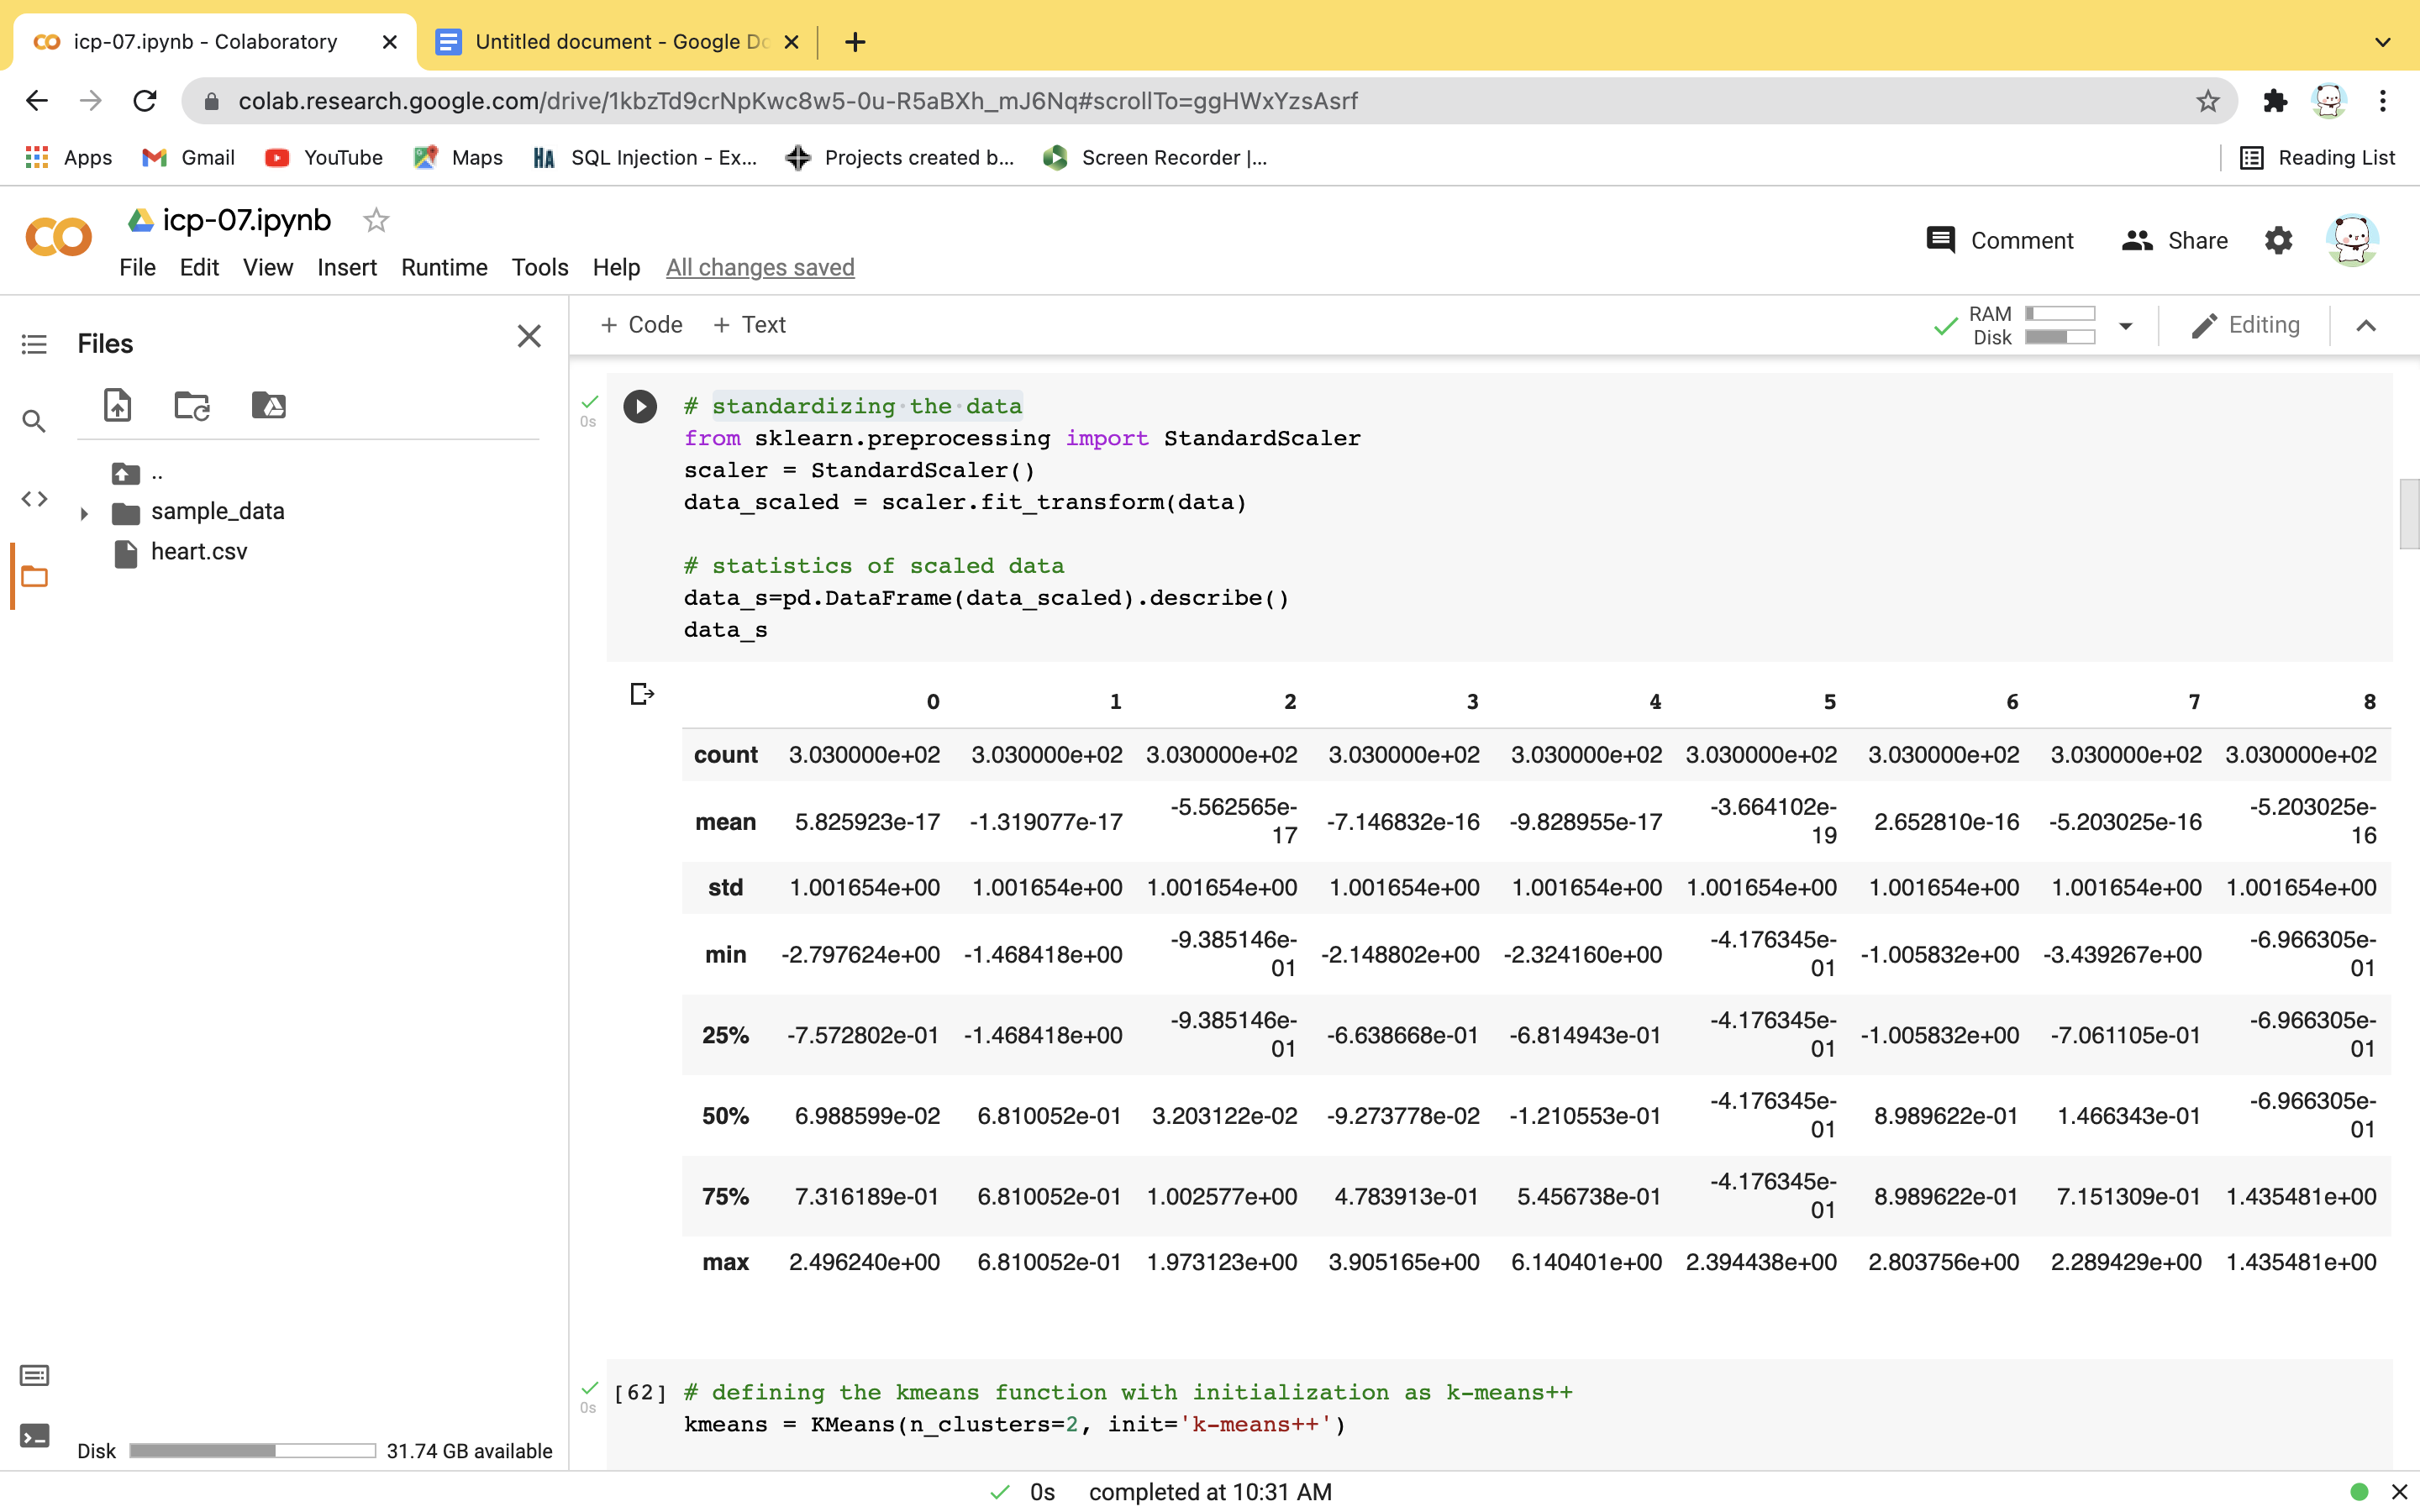 icp-07.ipynb - Colaboratory
Untitled document - Google Do
colab.research.google.com/drive/1kbzTd9crNpKwc8w5-0u-R5aBXh_mJ6Nq#scrollTo=ggHWxYzsAsrf
Apps Gmail YouTube Maps SQL Injection - Ex... Projects created b... Screen Recorder |... Reading List
icp-07.ipynb
File Edit View Insert Runtime Tools Help All changes saved
Comment Share
Files
+ Code + Text
RAM
Disk
Editing
..
sample_data
heart.csv
Disk 31.74 GB available
0s
# standardizing the data
from sklearn.preprocessing import StandardScaler
scaler = StandardScaler()
data_scaled = scaler.fit_transform(data)
# statistics of scaled data
data_s=pd.DataFrame(data_scaled).describe()
data_s
0 1 2 3 4 5 6 7 8
count 3.030000e+02 3.030000e+02 3.030000e+02 3.030000e+02 3.030000e+02 3.030000e+02 3.030000e+02 3.030000e+02 3.030000e+02
mean 5.825923e-17 -1.319077e-17 -5.562565e-17 -7.146832e-16 -9.828955e-17 -3.664102e-19 2.652810e-16 -5.203025e-16 -5.203025e-16
std 1.001654e+00 1.001654e+00 1.001654e+00 1.001654e+00 1.001654e+00 1.001654e+00 1.001654e+00 1.001654e+00 1.001654e+00
min -2.797624e+00 -1.468418e+00 -9.385146e-01 -2.148802e+00 -2.324160e+00 -4.176345e-01 -1.005832e+00 -3.439267e+00 -6.966305e-01
25% -7.572802e-01 -1.468418e+00 -9.385146e-01 -6.638668e-01 -6.814943e-01 -4.176345e-01 -1.005832e+00 -7.061105e-01 -6.966305e-01
50% 6.988599e-02 6.810052e-01 3.203122e-02 -9.273778e-02 -1.210553e-01 -4.176345e-01 8.989622e-01 1.466343e-01 -6.966305e-01
75% 7.316189e-01 6.810052e-01 1.002577e+00 4.783913e-01 5.456738e-01 -4.176345e-01 8.989622e-01 7.151309e-01 1.435481e+00
max 2.496240e+00 6.810052e-01 1.973123e+00 3.905165e+00 6.140401e+00 2.394438e+00 2.803756e+00 2.289429e+00 1.435481e+00
0s
[62] # defining the kmeans function with initialization as k-means++
kmeans = KMeans(n_clusters=2, init='k-means++')
0s completed at 10:31 AM